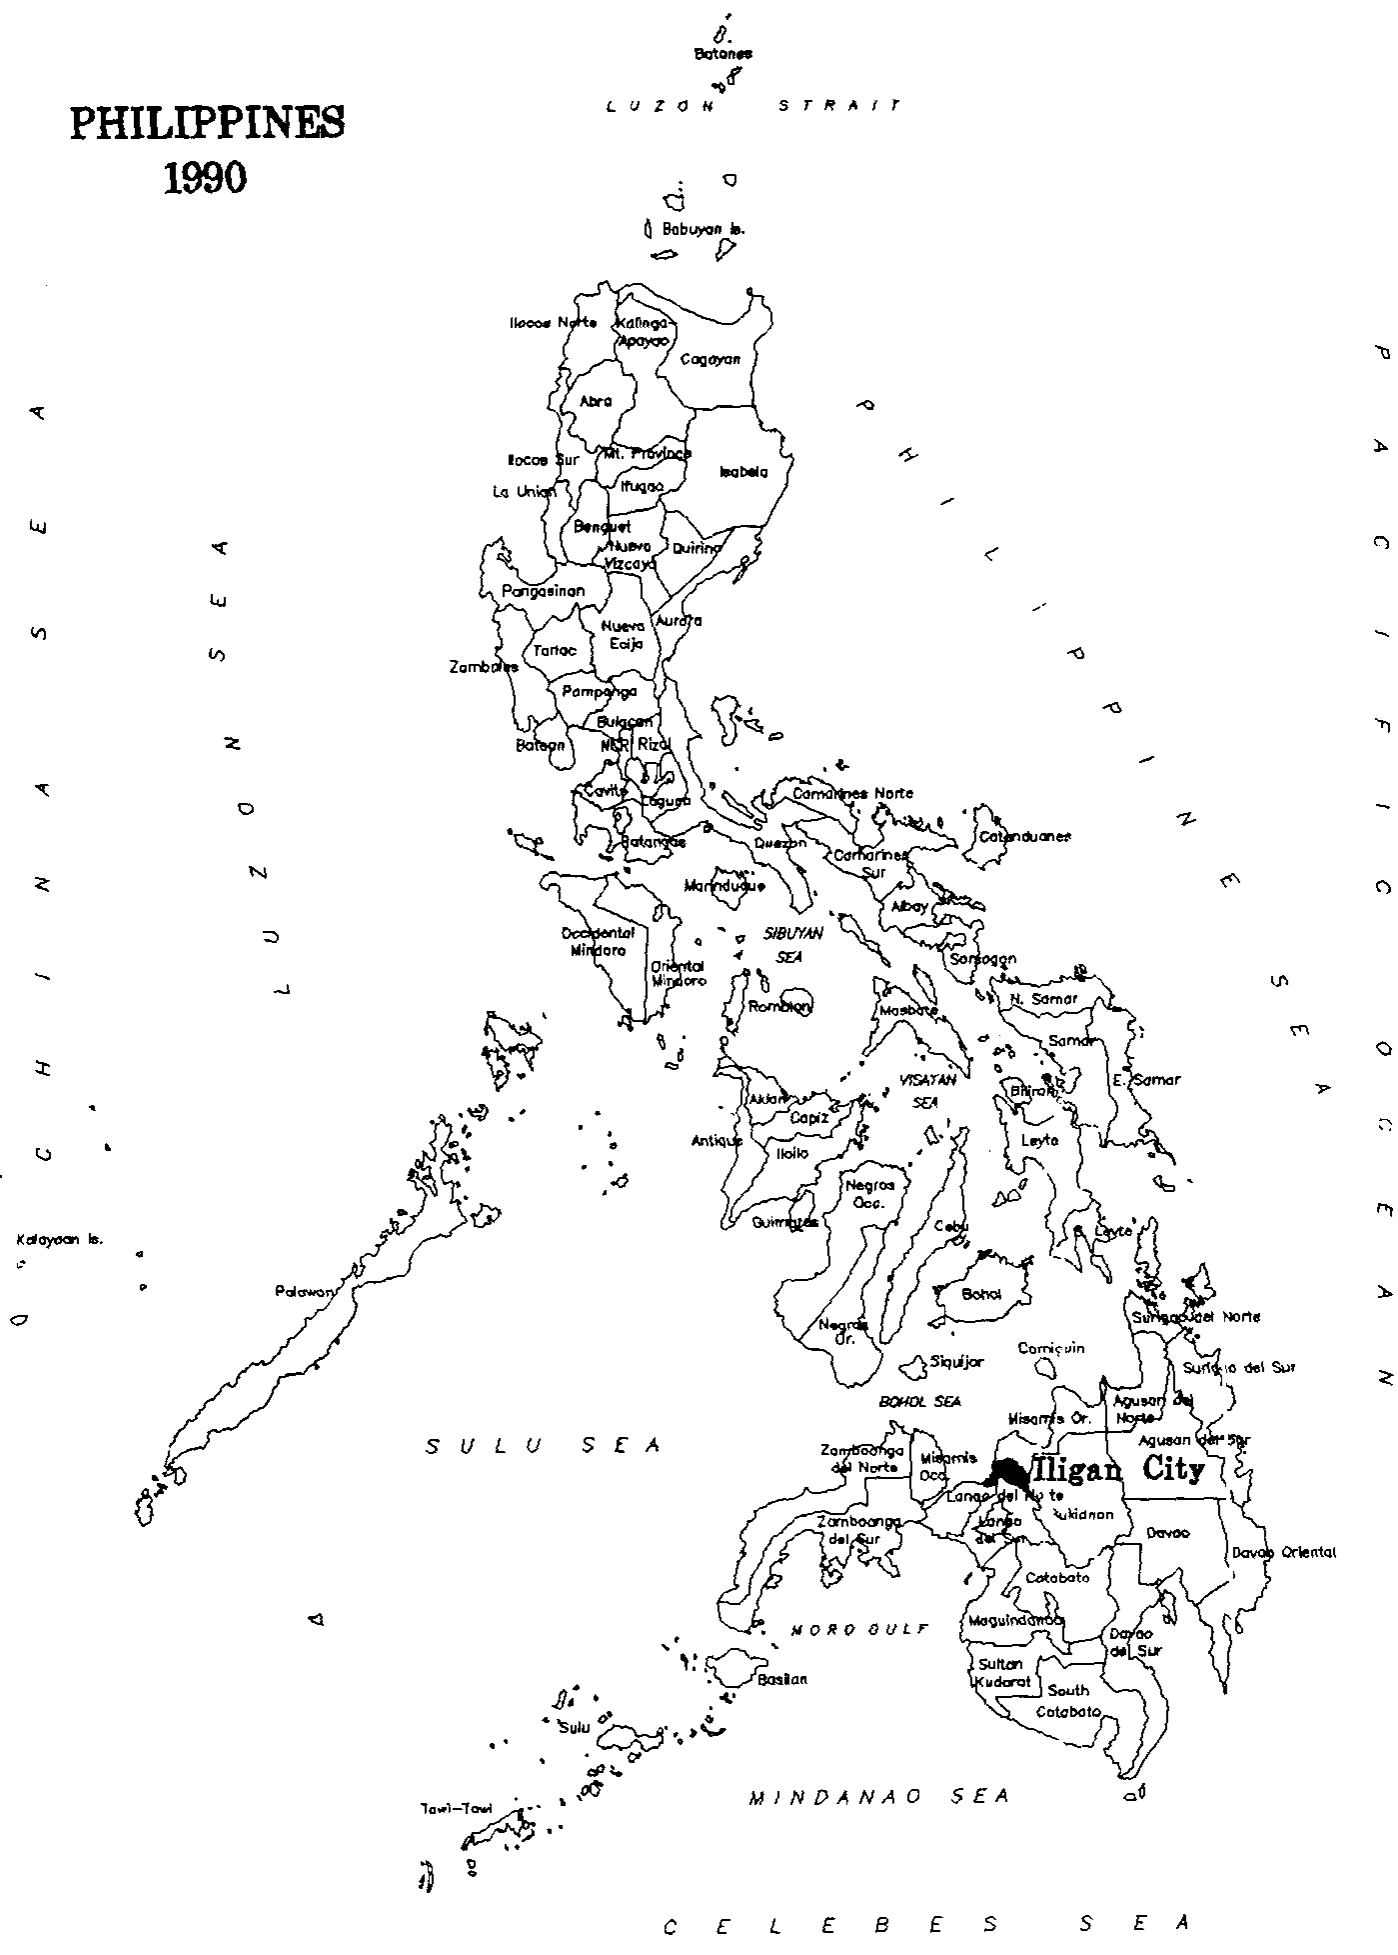 Batanes
LUZON STRAIT
PHILIPPINES
1990
Babuyan Is.
Ilocos Norte
Kalinga-
Apayao
Cagayan
Abra
Ilocos Sur
Mt. Province
Isabela
La Union
Ifugao
Benguet
Nueva
Vizcaya
Quirino
Pangasinan
Nueva
Ecija
Aurora
Tarlac
Zambales
Pampanga
Bulacan
Bataan
NCR
Rizal
Cavite
Laguna
Camarines Norte
Batangas
Quezon
Catanduanes
Camarines
Sur
Marinduque
Albay
Occidental
Mindoro
SIBUYAN
SEA
Oriental
Mindoro
Sorsogon
Romblon
Masbate
N. Samar
Samar
E. Samar
VISAYAN
SEA
Biliran
Aklan
Capiz
Antique
Iloilo
Leyte
Negros
Occ.
Guimaras
Cebu
S. Leyte
Kalayaan Is.
Palawan
Bohol
Negros
Or.
Surigao del Norte
Siquijor
Camiguin
Surigao del Sur
BOHOL SEA
Agusan del
Norte
Misamis Or.
Agusan del Sur
SULU SEA
Zamboanga
del Norte
Misamis
Occ.
Iligan City
Lanao del Norte
Zamboanga
del Sur
Lanao
del Sur
Bukidnon
Davao
Davao Oriental
Cotabato
Maguindanao
MORO GULF
Davao
del Sur
Sultan
Kudarat
South
Cotabato
Basilan
Sulu
Tawi-Tawi
MINDANAO SEA
CELEBES SEA
CHINA SEA
LUZON SEA
PHILIPPINE SEA
PACIFIC OCEAN